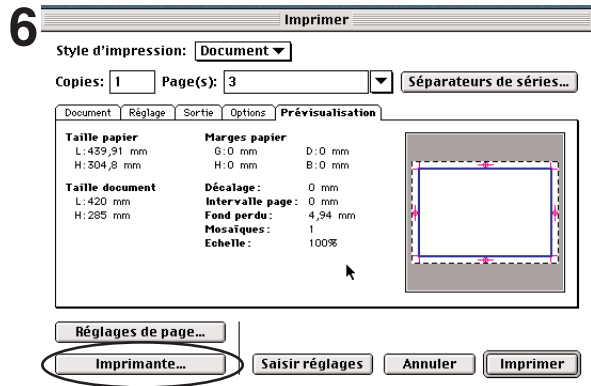 6
Imprimer
Style d'impression: Document
Copies: 1 Page(s): 3 Séparateurs de séries...
Document Réglage Sortie Options Prévisualisation
Taille papier
L:439,91 mm
H:304,8 mm
Taille document
L:420 mm
H:285 mm
Marges papier
G:0 mm D:0 mm
H:0 mm B:0 mm
Décalage: 0 mm
Intervalle page: 0 mm
Fond perdu: 4,94 mm
Mosaïques: 1
Echelle: 100%
Réglages de page...
Imprimante... Saisir réglages Annuler Imprimer